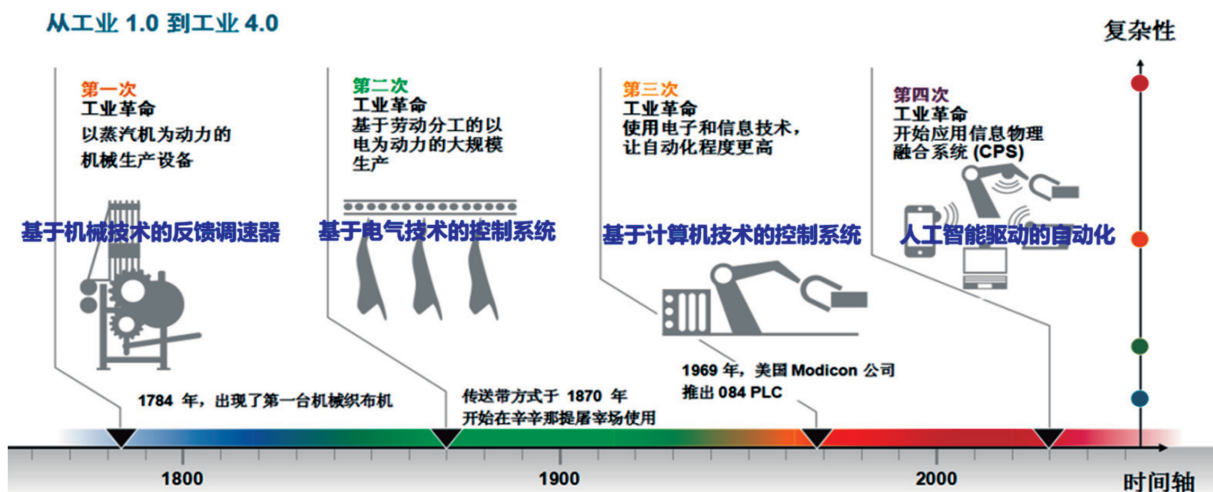 从工业 1.0 到工业 4.0
复杂性
第一次
工业革命
以蒸汽机为动力的
机械生产设备
基于机械技术的反馈调速器
1784 年，出现了第一台机械织布机
第二次
工业革命
基于劳动分工的以
电为动力的大规模
生产
基于电气技术的控制系统
传送带方式于 1870 年
开始在辛辛那提屠宰场使用
第三次
工业革命
使用电子和信息技术，
让自动化程度更高
基于计算机技术的控制系统
1969 年，美国 Modicon 公司
推出 084 PLC
第四次
工业革命
开始应用信息物理
融合系统 (CPS)
人工智能驱动的自动化
1800
1900
2000
时间轴